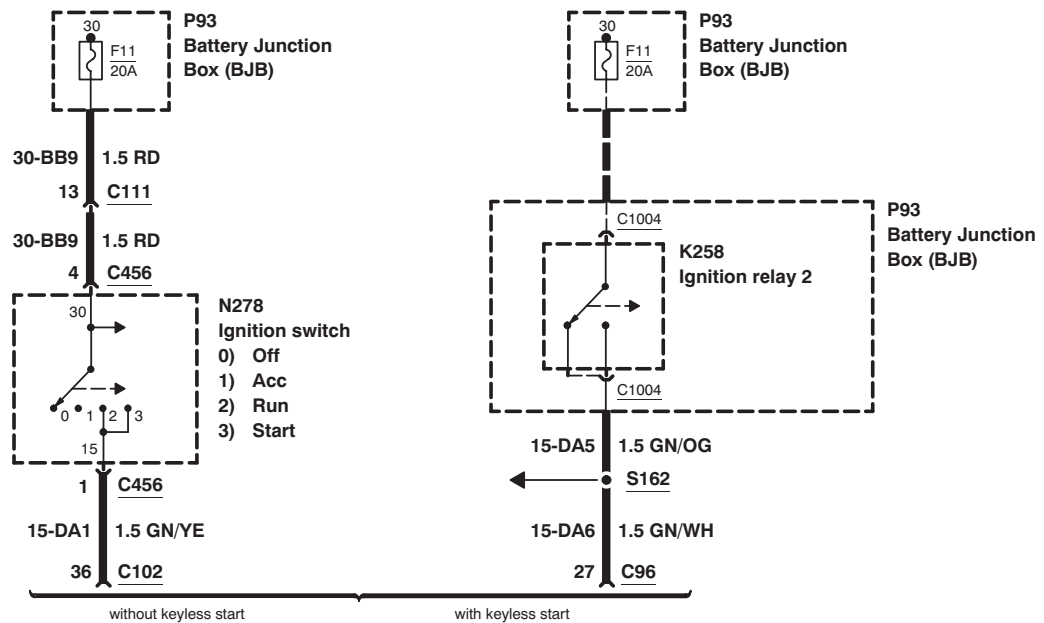 30
F11
20A
P93
Battery Junction
Box (BJB)
30-BB9 1.5 RD
13 C111
30-BB9 1.5 RD
4 C456
30
0 1 2 3
15
N278
Ignition switch
0) Off
1) Acc
2) Run
3) Start
1 C456
15-DA1 1.5 GN/YE
36 C102
without keyless start
30
F11
20A
P93
Battery Junction
Box (BJB)
C1004
K258
Ignition relay 2
C1004
P93
Battery Junction
Box (BJB)
15-DA5 1.5 GN/OG
S162
15-DA6 1.5 GN/WH
27 C96
with keyless start